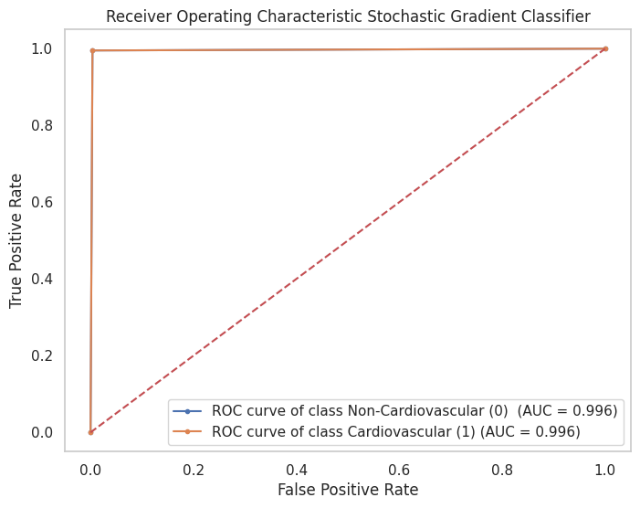 Receiver Operating Characteristic Stochastic Gradient Classifier
1.0
0.8
0.6
0.4
0.2
0.0
True Positive Rate
ROC curve of class Non-Cardiovascular (0)  (AUC = 0.996)
ROC curve of class Cardiovascular (1) (AUC = 0.996)
0.0 0.2 0.4 0.6 0.8 1.0
False Positive Rate